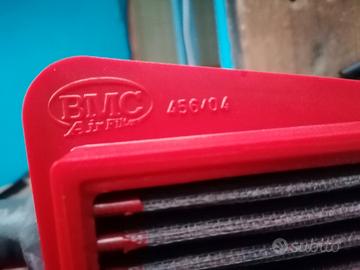 BMC
Air Filter
456/04
subito